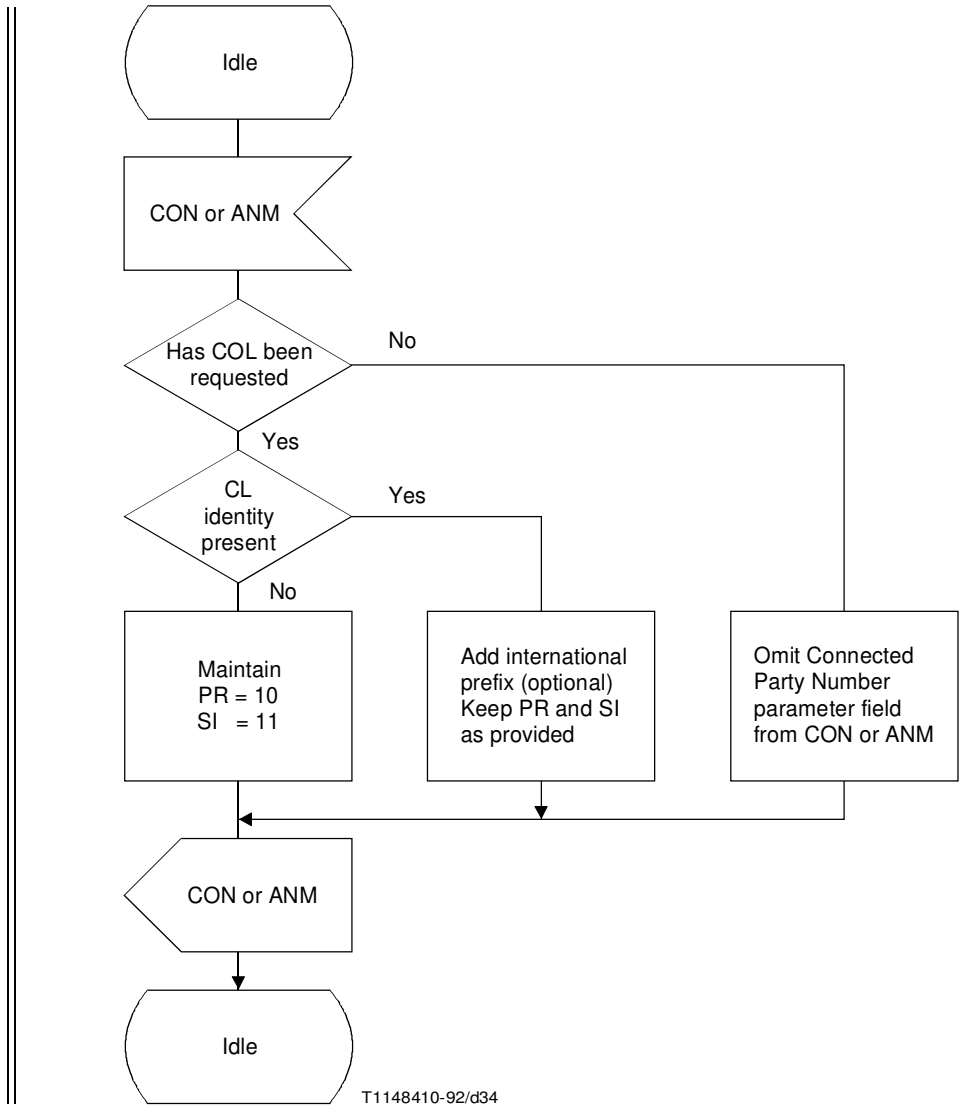 Idle
CON or ANM
Has COL been
requested
No
Yes
CL
identity
present
Yes
No
Maintain
PR = 10
SI = 11
Add international
prefix (optional)
Keep PR and SI
as provided
Omit Connected
Party Number
parameter field
from CON or ANM
CON or ANM
Idle
T1148410-92/d34